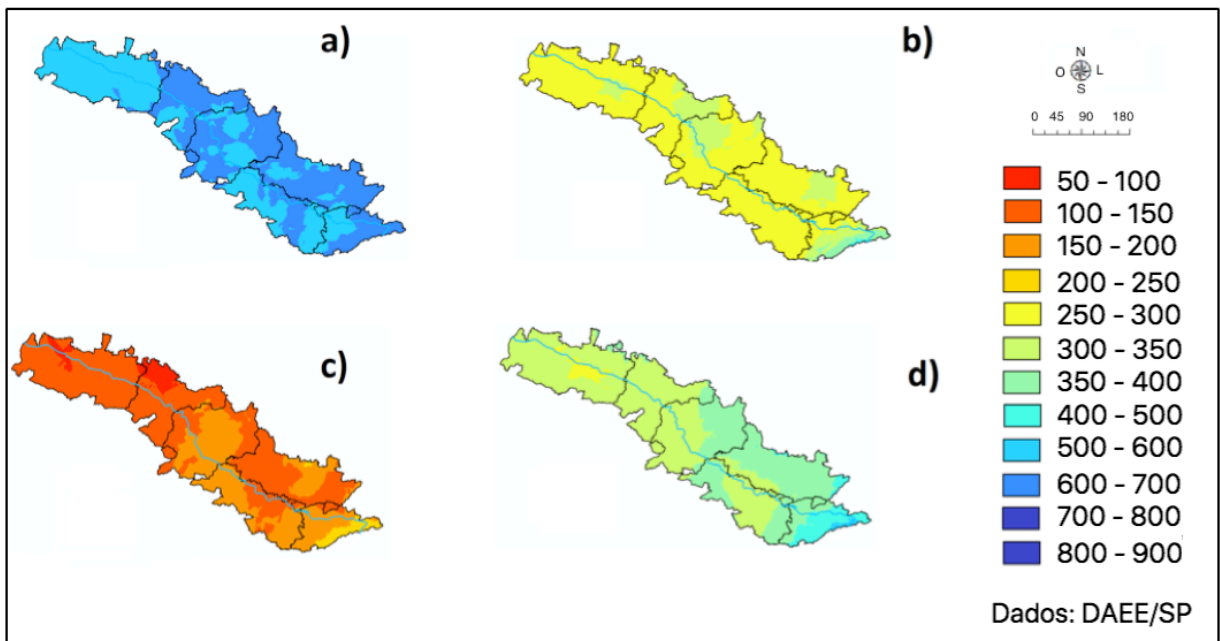 a)
b)
N
O L
S
0 45 90 180
50 - 100
100 - 150
150 - 200
200 - 250
250 - 300
300 - 350
350 - 400
400 - 500
500 - 600
600 - 700
700 - 800
800 - 900
c)
d)
Dados: DAEE/SP